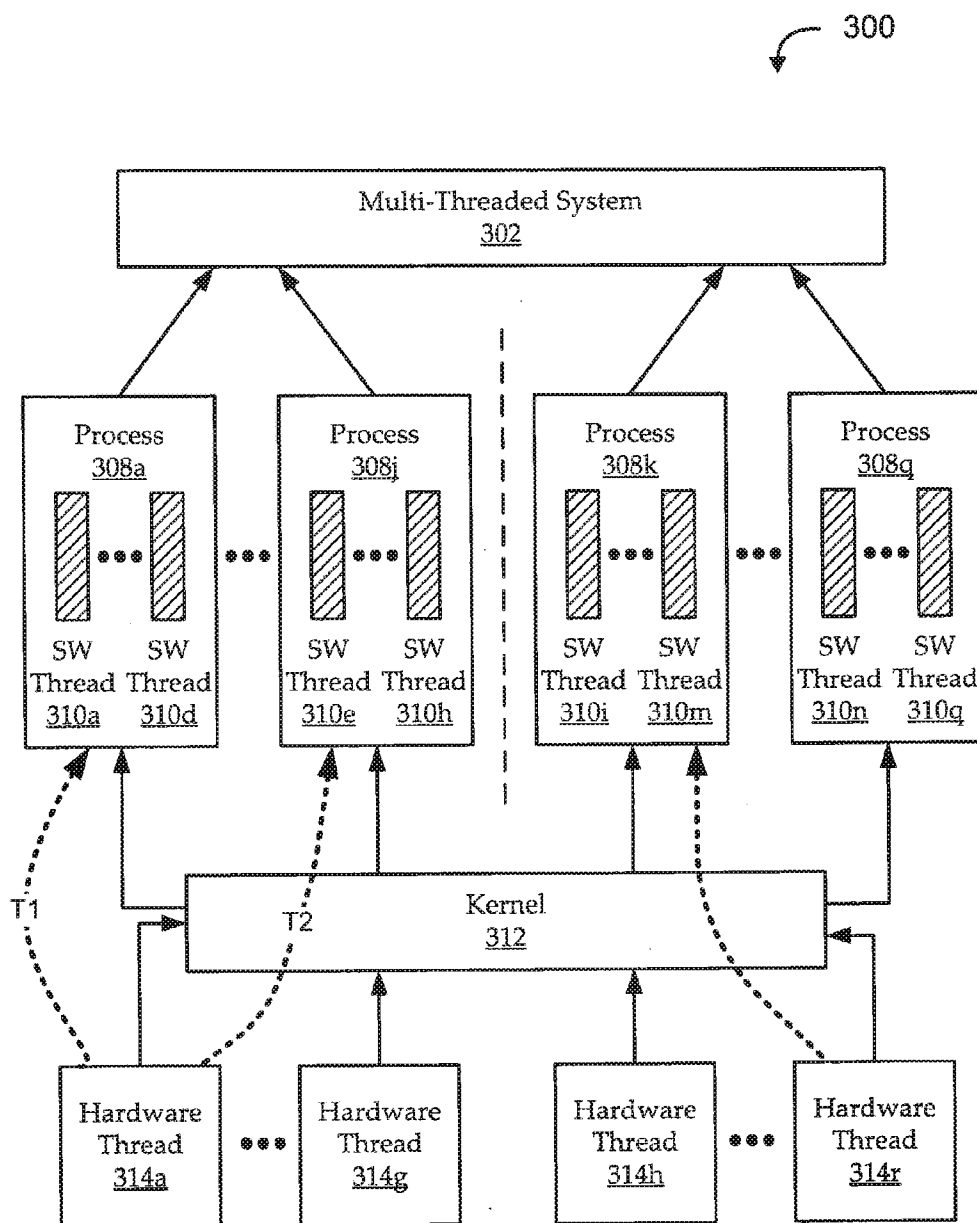 300
Multi-Threaded System
302
Process
308a
SW
Thread
310a
SW
Thread
310d
Process
308j
SW
Thread
310e
SW
Thread
310h
Process
308k
SW
Thread
310i
SW
Thread
310m
Process
308q
SW
Thread
310n
SW
Thread
310q
T1
T2
Kernel
312
Hardware
Thread
314a
Hardware
Thread
314g
Hardware
Thread
314h
Hardware
Thread
314r